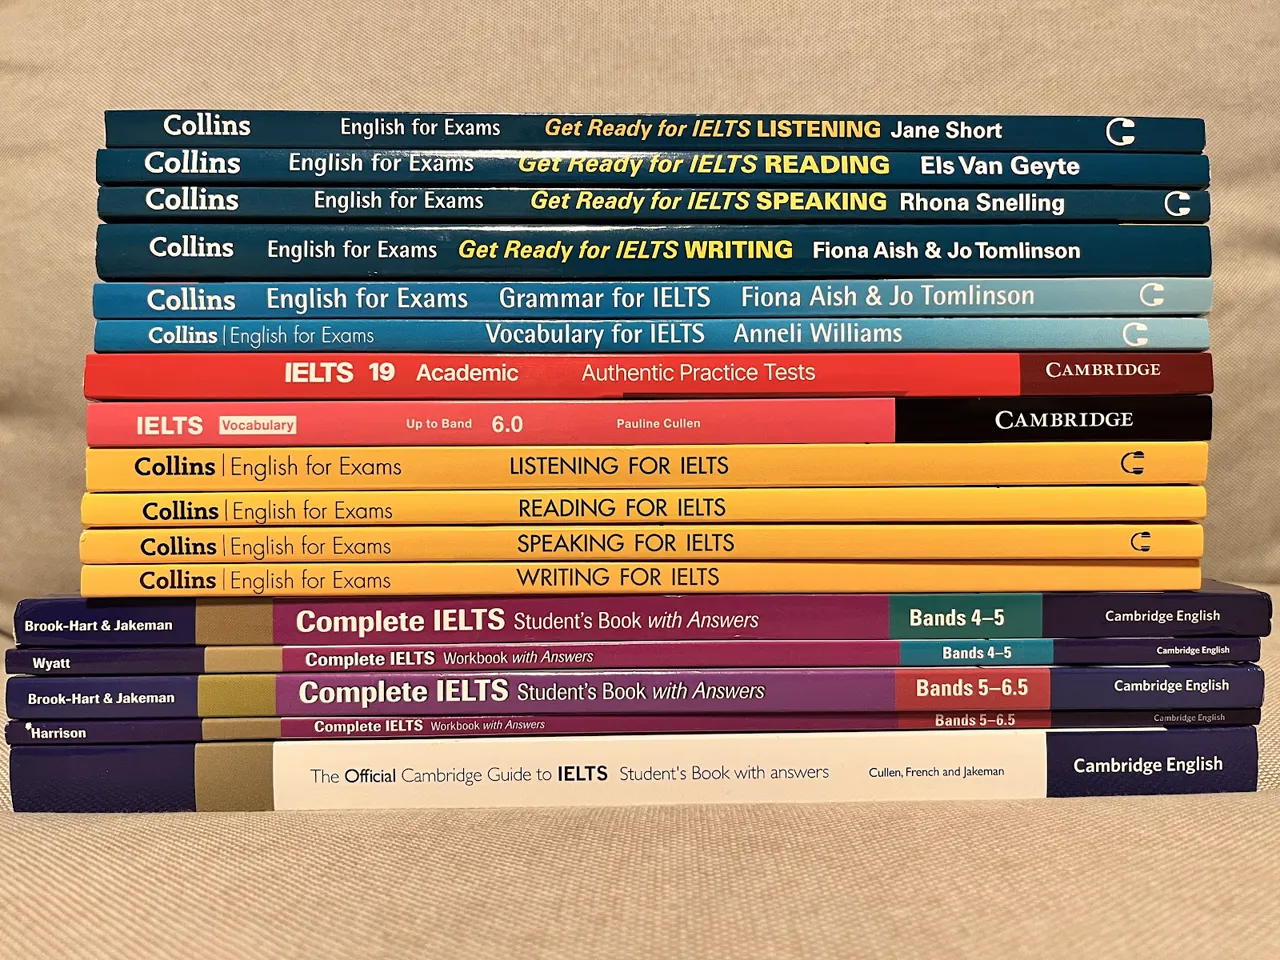 Collins English for Exams Get Ready for IELTS LISTENING Jane Short
Collins English for Exams Get Ready for IELTS READING Els Van Geyte
Collins English for Exams Get Ready for IELTS SPEAKING Rhona Snelling
Collins English for Exams Get Ready for IELTS WRITING Fiona Aish & Jo Tomlinson
Collins English for Exams Grammar for IELTS Fiona Aish & Jo Tomlinson
Collins | English for Exams Vocabulary for IELTS Anneli Williams
IELTS 19 Academic Authentic Practice Tests CAMBRIDGE
IELTS Vocabulary Up to Band 6.0 Pauline Cullen CAMBRIDGE
Collins | English for Exams LISTENING FOR IELTS
Collins | English for Exams READING FOR IELTS
Collins | English for Exams SPEAKING FOR IELTS
Collins | English for Exams WRITING FOR IELTS
Brook-Hart & Jakeman Complete IELTS Student's Book with Answers Bands 4–5 Cambridge English
Wyatt Complete IELTS Workbook with Answers Bands 4–5 Cambridge English
Brook-Hart & Jakeman Complete IELTS Student's Book with Answers Bands 5–6.5 Cambridge English
Harrison Complete IELTS Workbook with Answers Bands 5–6.5 Cambridge English
The Official Cambridge Guide to IELTS Student's Book with answers Cullen, French and Jakeman Cambridge English